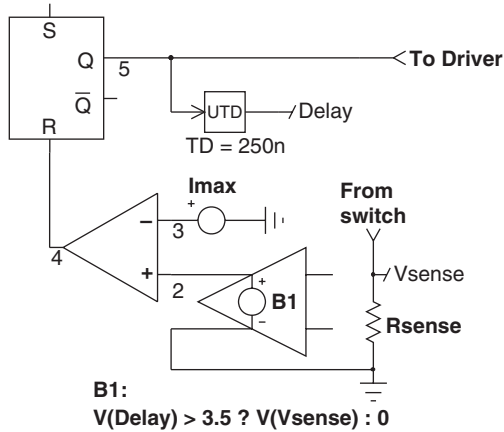 S
Q
5
To Driver
Q
R
UTD
Delay
TD = 250n
Imax
+
From
switch
−
3
4
+
2
+
B1
−
Vsense
Rsense
B1:
V(Delay) > 3.5 ? V(Vsense) : 0